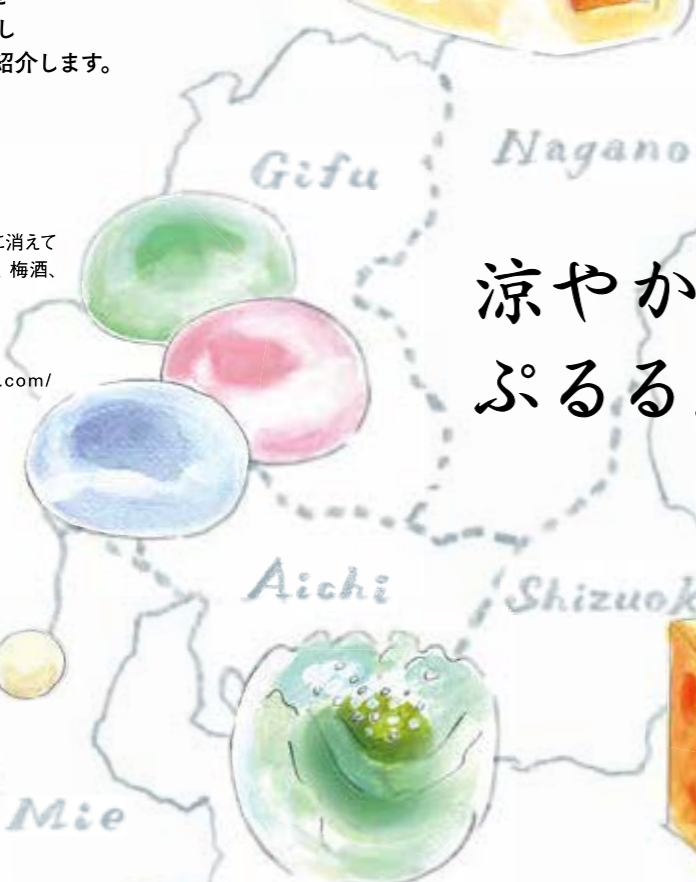 し
紹介します。
Gifu
Nagano
に消えて
梅酒、
涼やか
ぷるる
.com/
Aichi
Shizuok
Mie